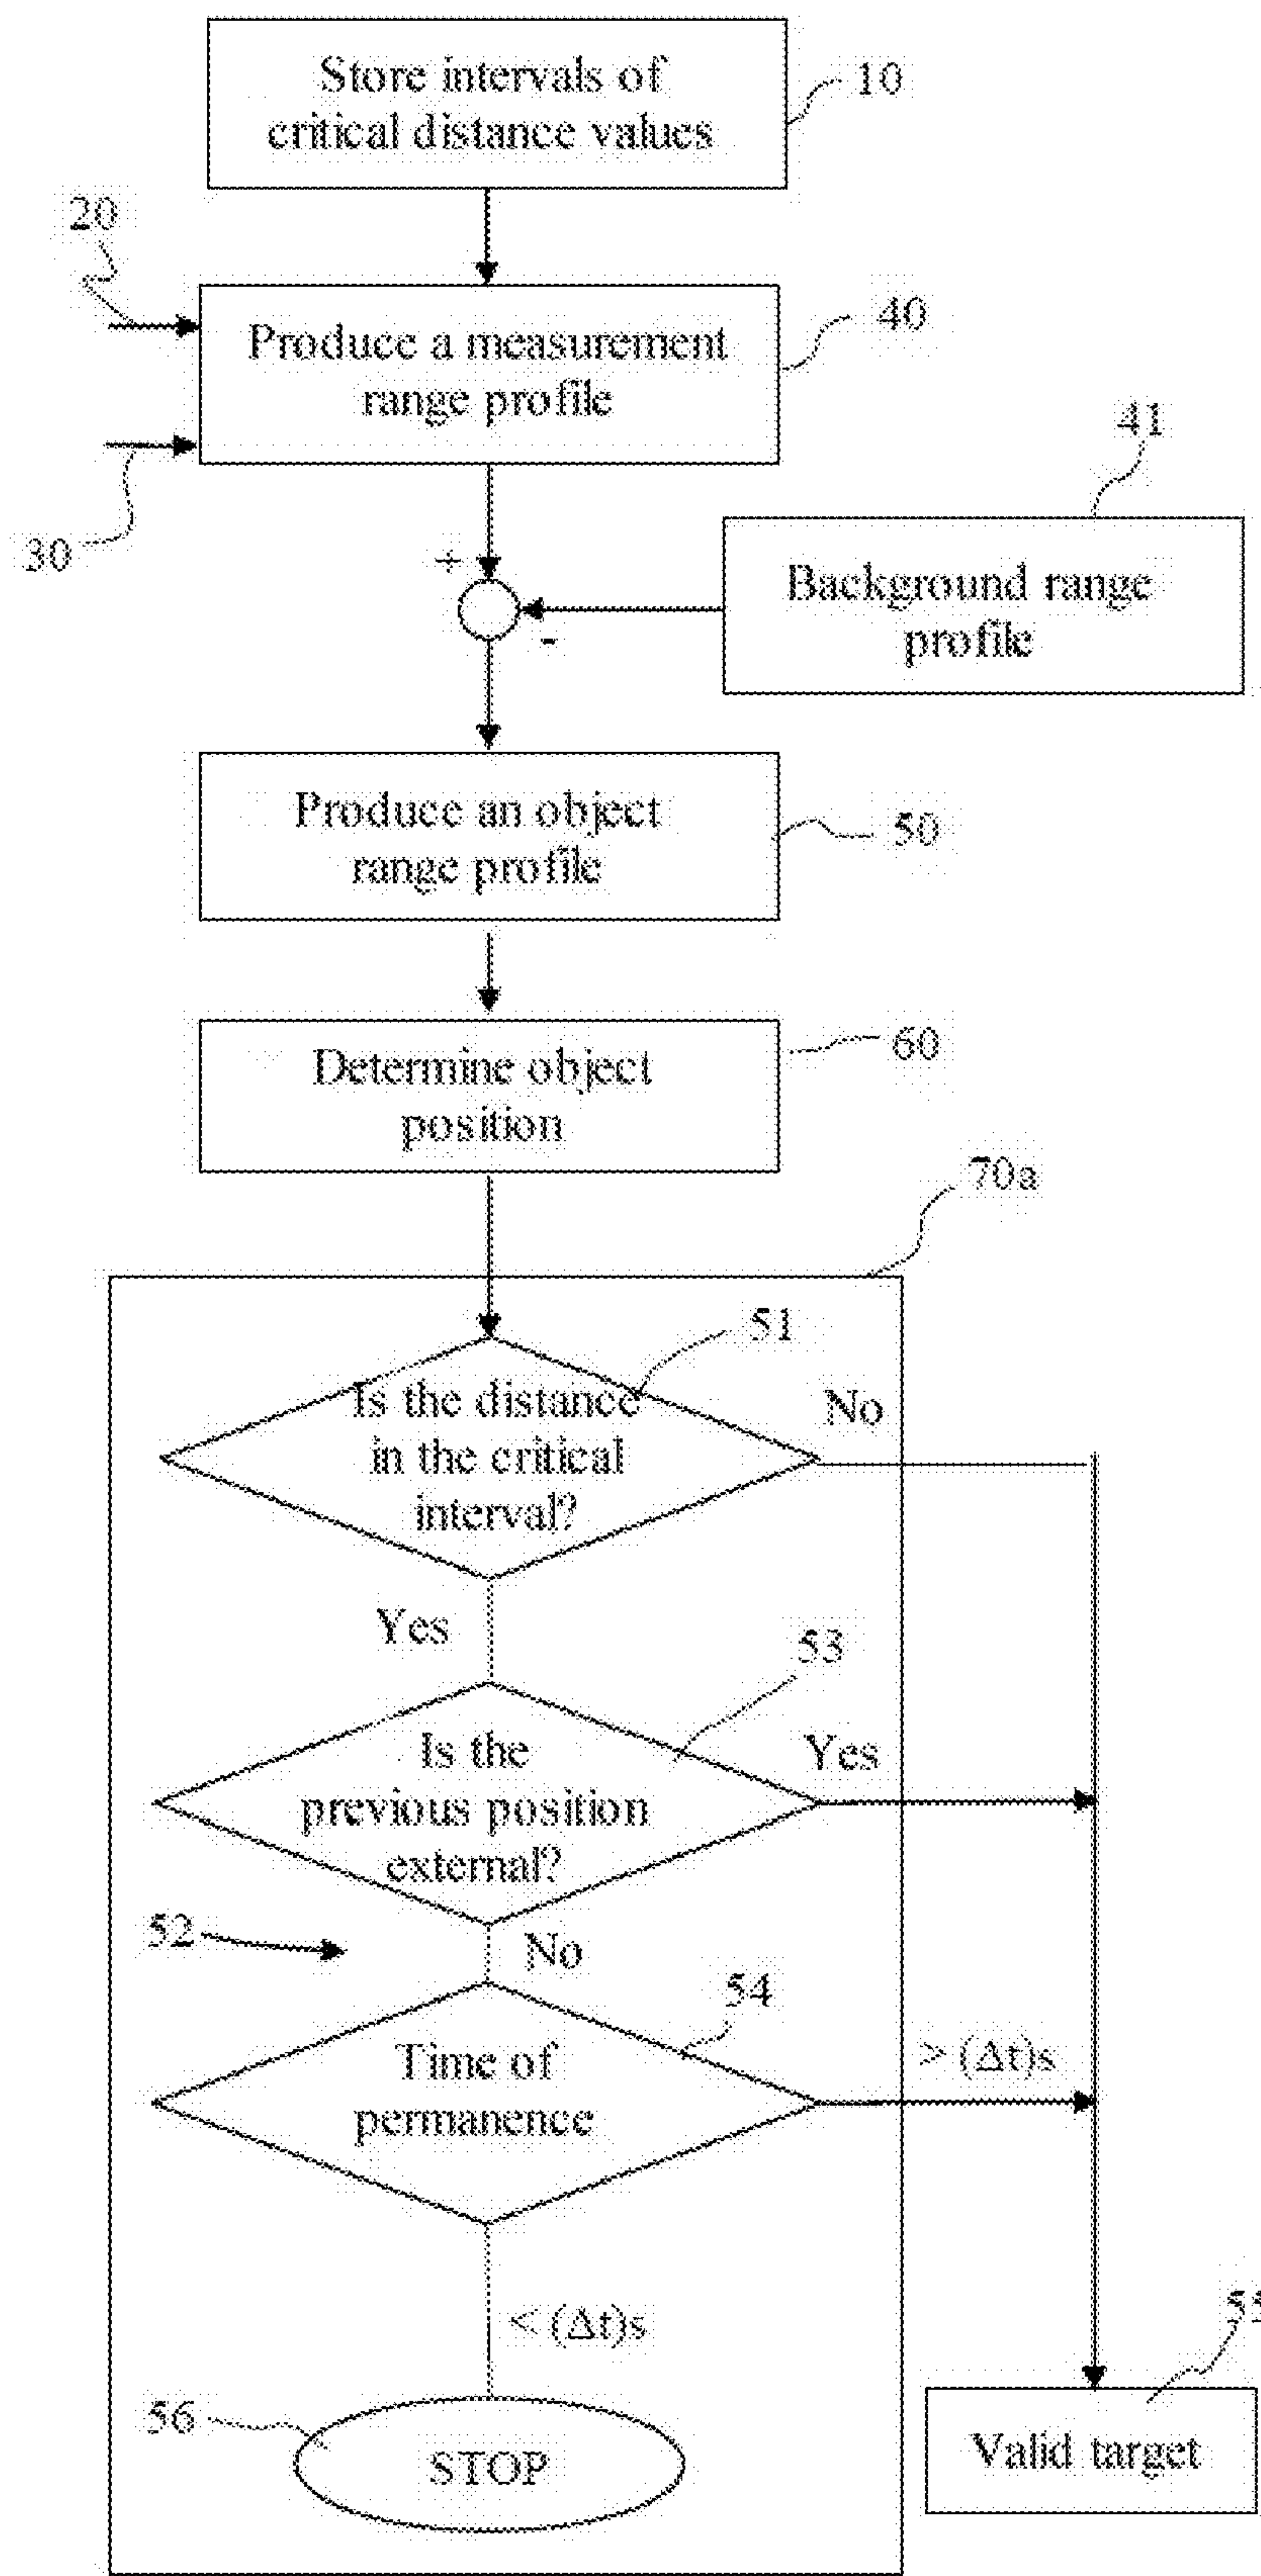 Store intervals of
critical distance values
10
20
Produce a measurement
range profile
40
30
41
+
Background range
profile
-
Produce an object
range profile
50
Determine object
position
60
70a
51
Is the distance
in the critical
interval?
No
Yes
53
Is the
previous position
external?
Yes
52
No
54
Time of
permanence
> (Δt)s
< (Δt)s
55
56
STOP
Valid target